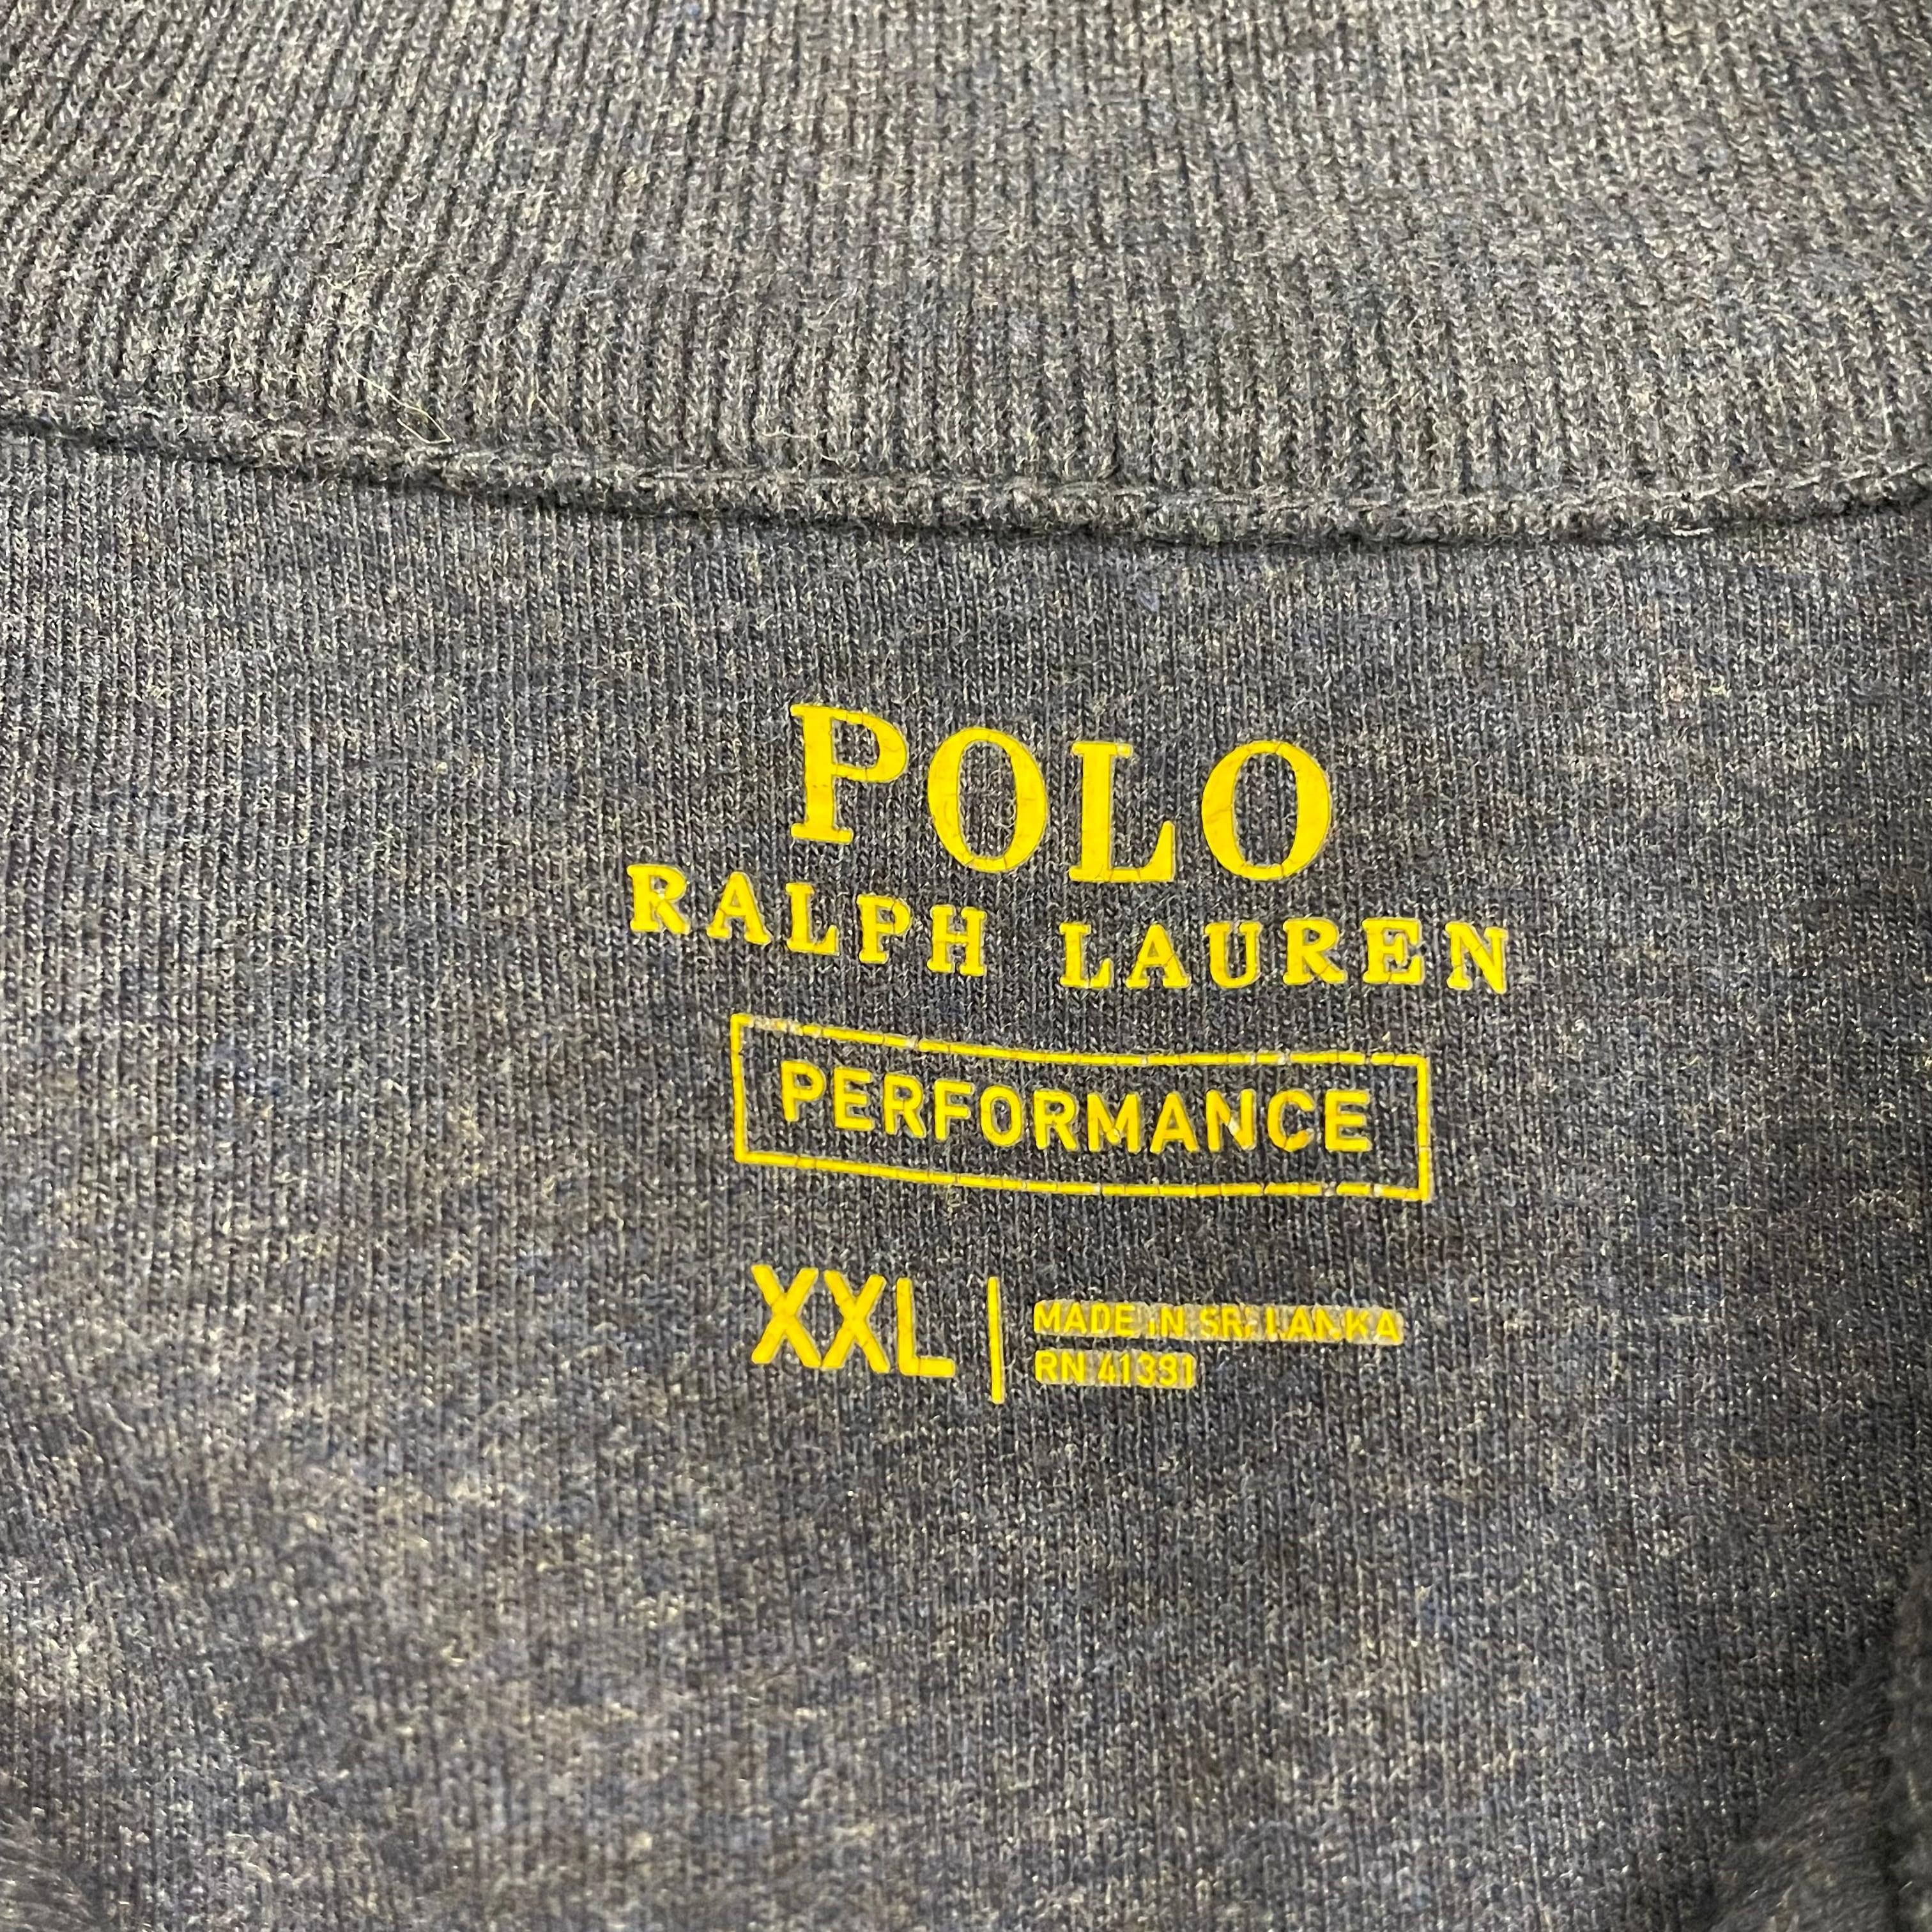 POLO
RALPH LAUREN
PERFORMANCE
XXL
MADE IN SRI LANKA
RN 41381